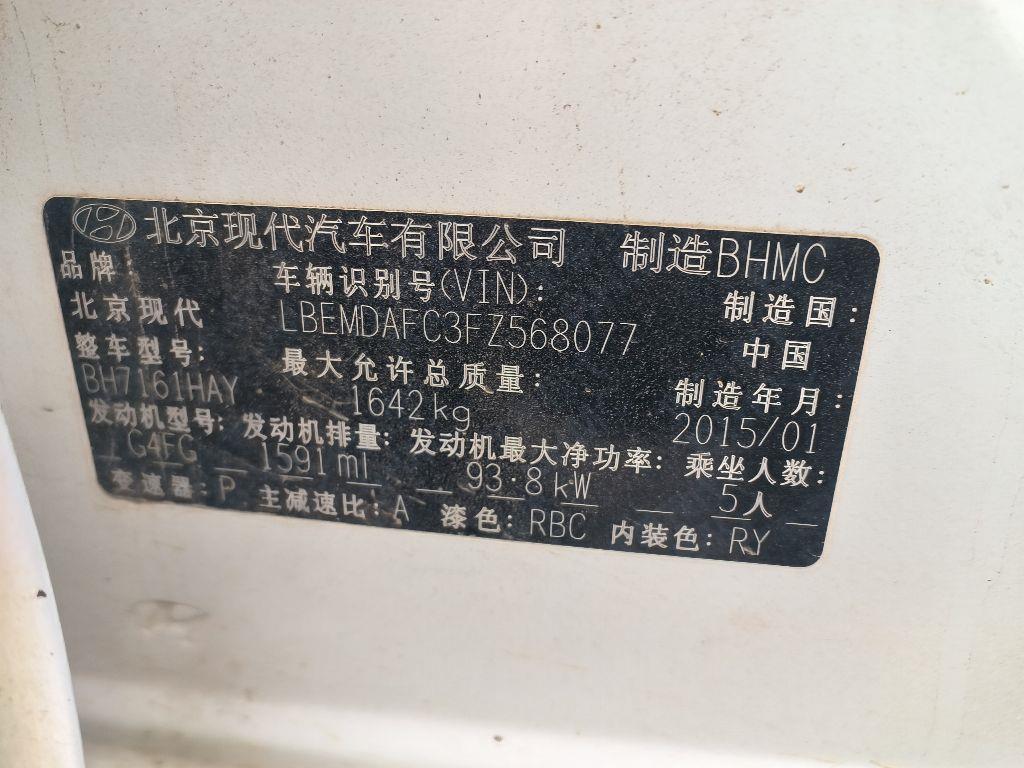 北京现代汽车有限公司 制造BHMC
品牌 车辆识别号(VIN): 制造国:
北京现代 LBEMDAFC3FZ568077 中国
整车型号: 最大允许总质量: 制造年月:
BH7161HAY 1642kg 2015/01
发动机型号: 发动机排量: 发动机最大净功率: 乘坐人数:
G4FG 1591ml 93.8kW 5人
变速器:P 主减速比:A 漆色:RBC 内装色:RY